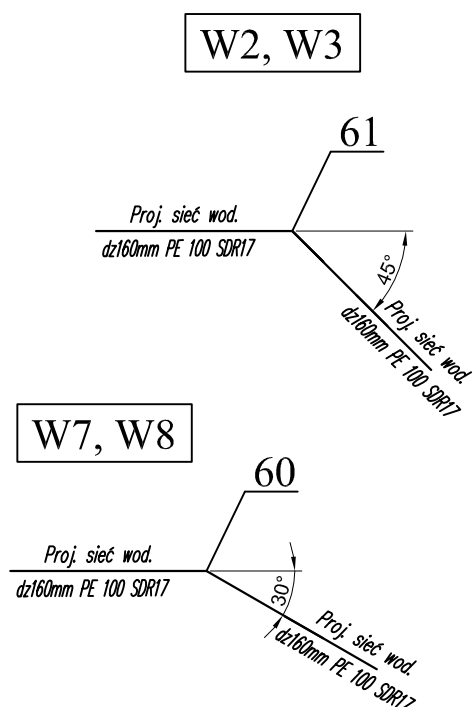 W2, W3
61
Proj. sieć wod.
dz160mm PE 100 SDR17
45°
Proj. sieć wod.
dz160mm PE 100 SDR17
W7, W8
60
Proj. sieć wod.
dz160mm PE 100 SDR17
30°
Proj. sieć wod.
dz160mm PE 100 SDR17